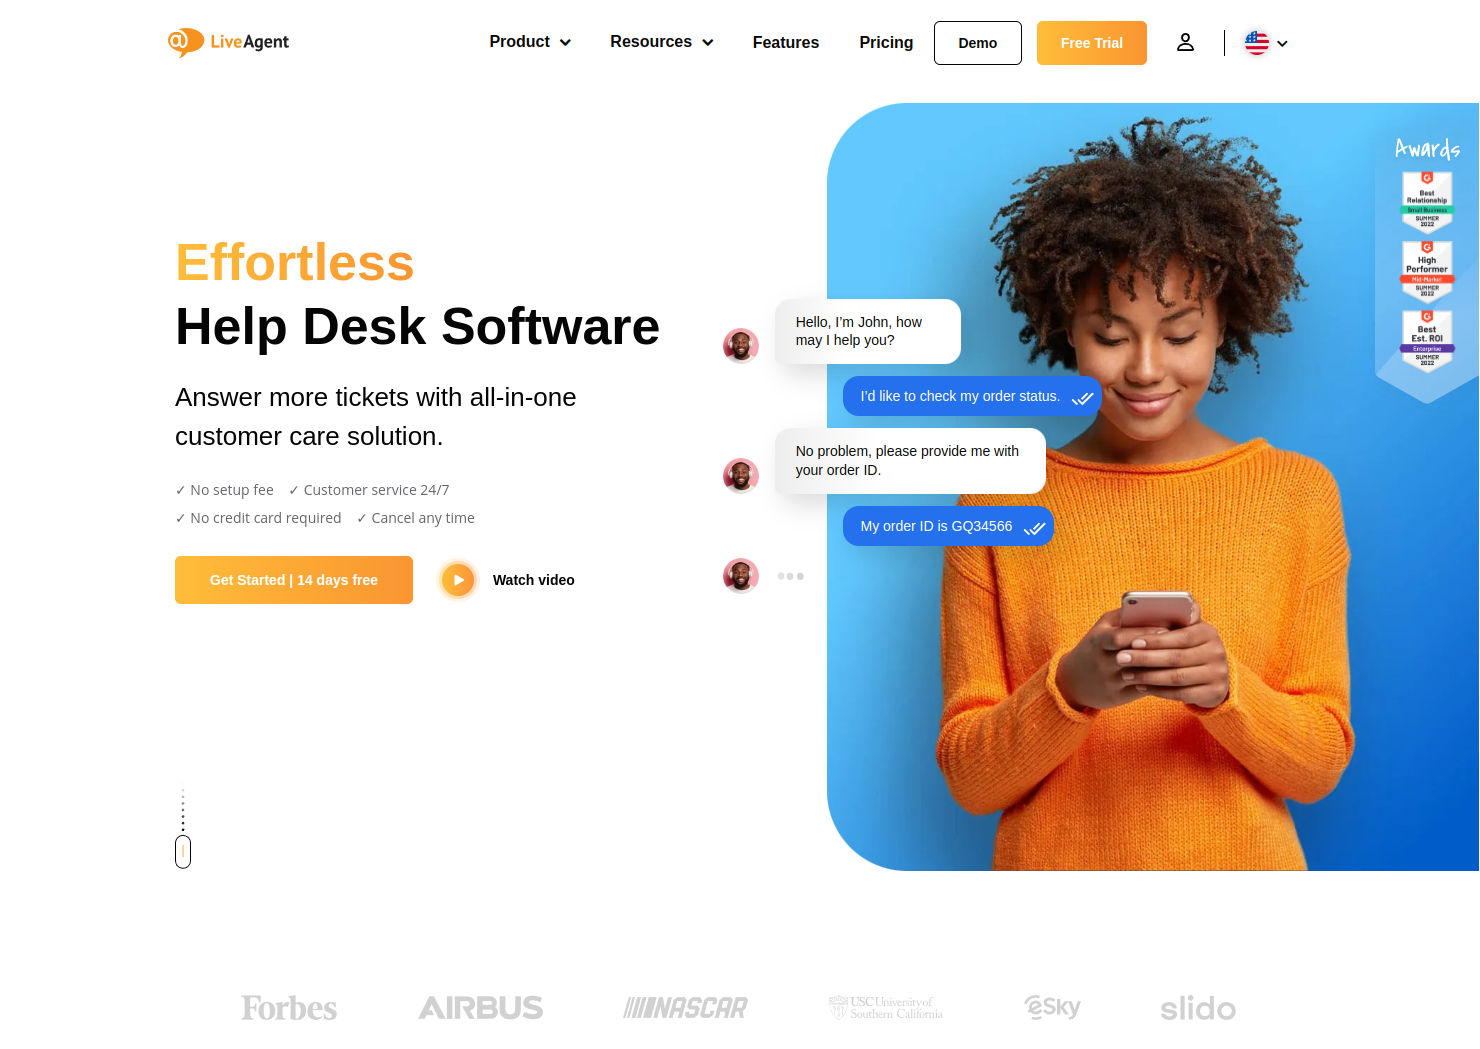 LiveAgent
Product
Resources
Features
Pricing
Demo
Free Trial
Effortless
Help Desk Software
Answer more tickets with all-in-one
customer care solution.
✓ No setup fee ✓ Customer service 24/7
✓ No credit card required ✓ Cancel any time
Get Started | 14 days free
Watch video
Hello, I'm John, how
may I help you?
I'd like to check my order status.
No problem, please provide me with
your order ID.
My order ID is GQ34566
Awards
Best
Relationship
Small Business
SUMMER
2022
High
Performer
Mid-Market
SUMMER
2022
Best
Est. ROI
Enterprise
SUMMER
2022
Forbes
AIRBUS
NASCAR
USC University of
Southern California
eSky
slido